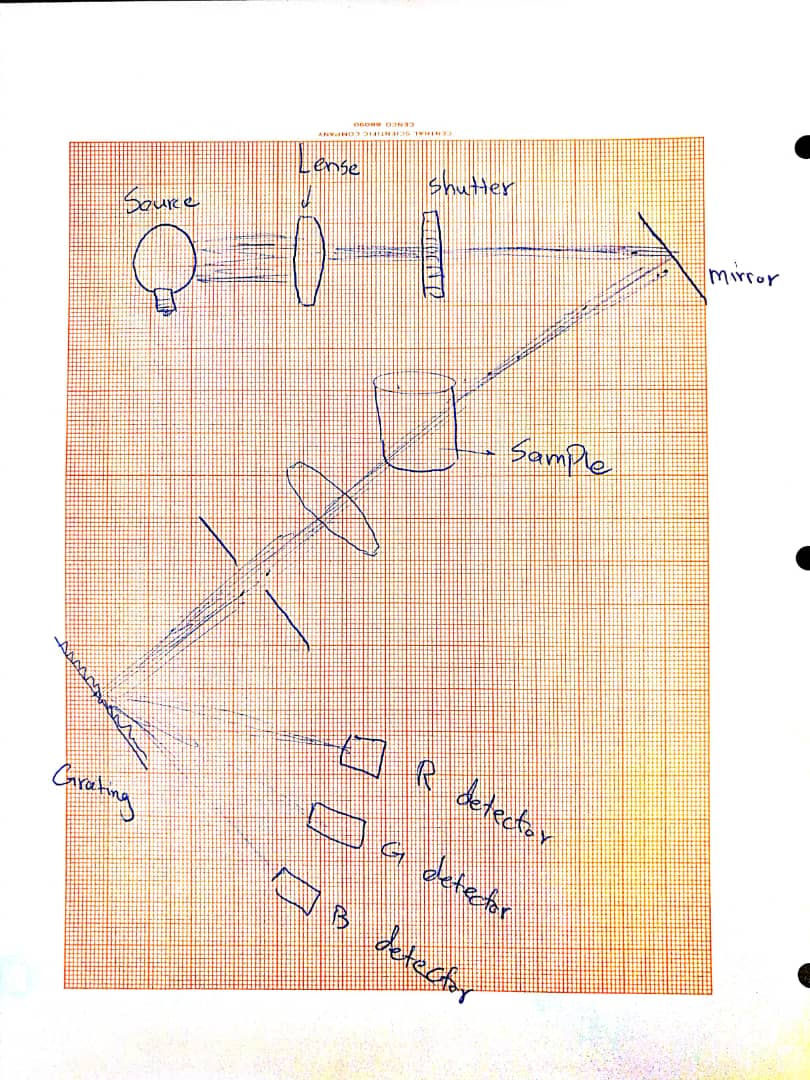 CENCO 88090
CENTRAL SCIENTIFIC COMPANY
Lense
Source
shutter
mirror
Sample
Grating
R detector
G detector
B detector